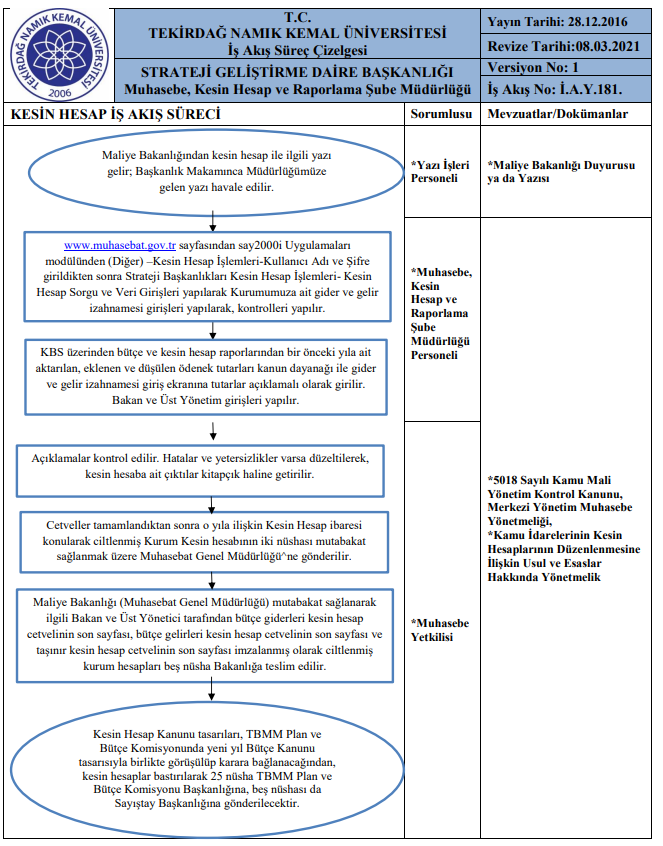 TEKİRDAĞ NAMIK KEMAL ÜNİVERSİTESİ
2006
T.C.
TEKİRDAĞ NAMIK KEMAL ÜNİVERSİTESİ
İş Akış Süreç Çizelgesi
STRATEJİ GELİŞTİRME DAİRE BAŞKANLIĞI
Muhasebe, Kesin Hesap ve Raporlama Şube Müdürlüğü
Yayın Tarihi: 28.12.2016
Revize Tarihi:08.03.2021
Versiyon No: 1
İş Akış No: İ.A.Y.181.
KESİN HESAP İŞ AKIŞ SÜRECİ
Sorumlusu
Mevzuatlar/Dokümanlar
Maliye Bakanlığından kesin hesap ile ilgili yazı
gelir; Başkanlık Makamınca Müdürlüğümüze
gelen yazı havale edilir.
*Yazı İşleri
Personeli
*Maliye Bakanlığı Duyurusu
ya da Yazısı
www.muhasebat.gov.tr sayfasından say2000i Uygulamaları
modülünden (Diğer) –Kesin Hesap İşlemleri-Kullanıcı Adı ve Şifre
girildikten sonra Strateji Başkanlıkları Kesin Hesap İşlemleri- Kesin
Hesap Sorgu ve Veri Girişleri yapılarak Kurumumuza ait gider ve gelir
izahnamesi girişleri yapılarak, kontrolleri yapılır.
*Muhasebe,
Kesin
Hesap ve
Raporlama
Şube
Müdürlüğü
Personeli
KBS üzerinden bütçe ve kesin hesap raporlarından bir önceki yıla ait
aktarılan, eklenen ve düşülen ödenek tutarları kanun dayanağı ile gider
ve gelir izahnamesi giriş ekranına tutarlar açıklamalı olarak girilir.
Bakan ve Üst Yönetim girişleri yapılır.
Açıklamalar kontrol edilir. Hatalar ve yetersizlikler varsa düzeltilerek,
kesin hesaba ait çıktılar kitapçık haline getirilir.
Cetveller tamamlandıktan sonra o yıla ilişkin Kesin Hesap ibaresi
konularak ciltlenmiş Kurum Kesin hesabının iki nüshası mutabakat
sağlanmak üzere Muhasebat Genel Müdürlüğü^ne gönderilir.
*5018 Sayılı Kamu Mali
Yönetim Kontrol Kanunu,
Merkezi Yönetim Muhasebe
Yönetmeliği,
*Kamu İdarelerinin Kesin
Hesaplarının Düzenlenmesine
İlişkin Usul ve Esaslar
Hakkında Yönetmelik
Maliye Bakanlığı (Muhasebat Genel Müdürlüğü) mutabakat sağlanarak
ilgili Bakan ve Üst Yönetici tarafından bütçe giderleri kesin hesap
cetvelinin son sayfası, bütçe gelirleri kesin hesap cetvelinin son sayfası ve
taşınır kesin hesap cetvelinin son sayfası imzalanmış olarak ciltlenmiş
kurum hesapları beş nüsha Bakanlığa teslim edilir.
*Muhasebe
Yetkilisi
Kesin Hesap Kanunu tasarıları, TBMM Plan ve
Bütçe Komisyonunda yeni yıl Bütçe Kanunu
tasarısıyla birlikte görüşülüp karara bağlanacağından,
kesin hesaplar bastırılarak 25 nüsha TBMM Plan ve
Bütçe Komisyonu Başkanlığına, beş nüshası da
Sayıştay Başkanlığına gönderilecektir.